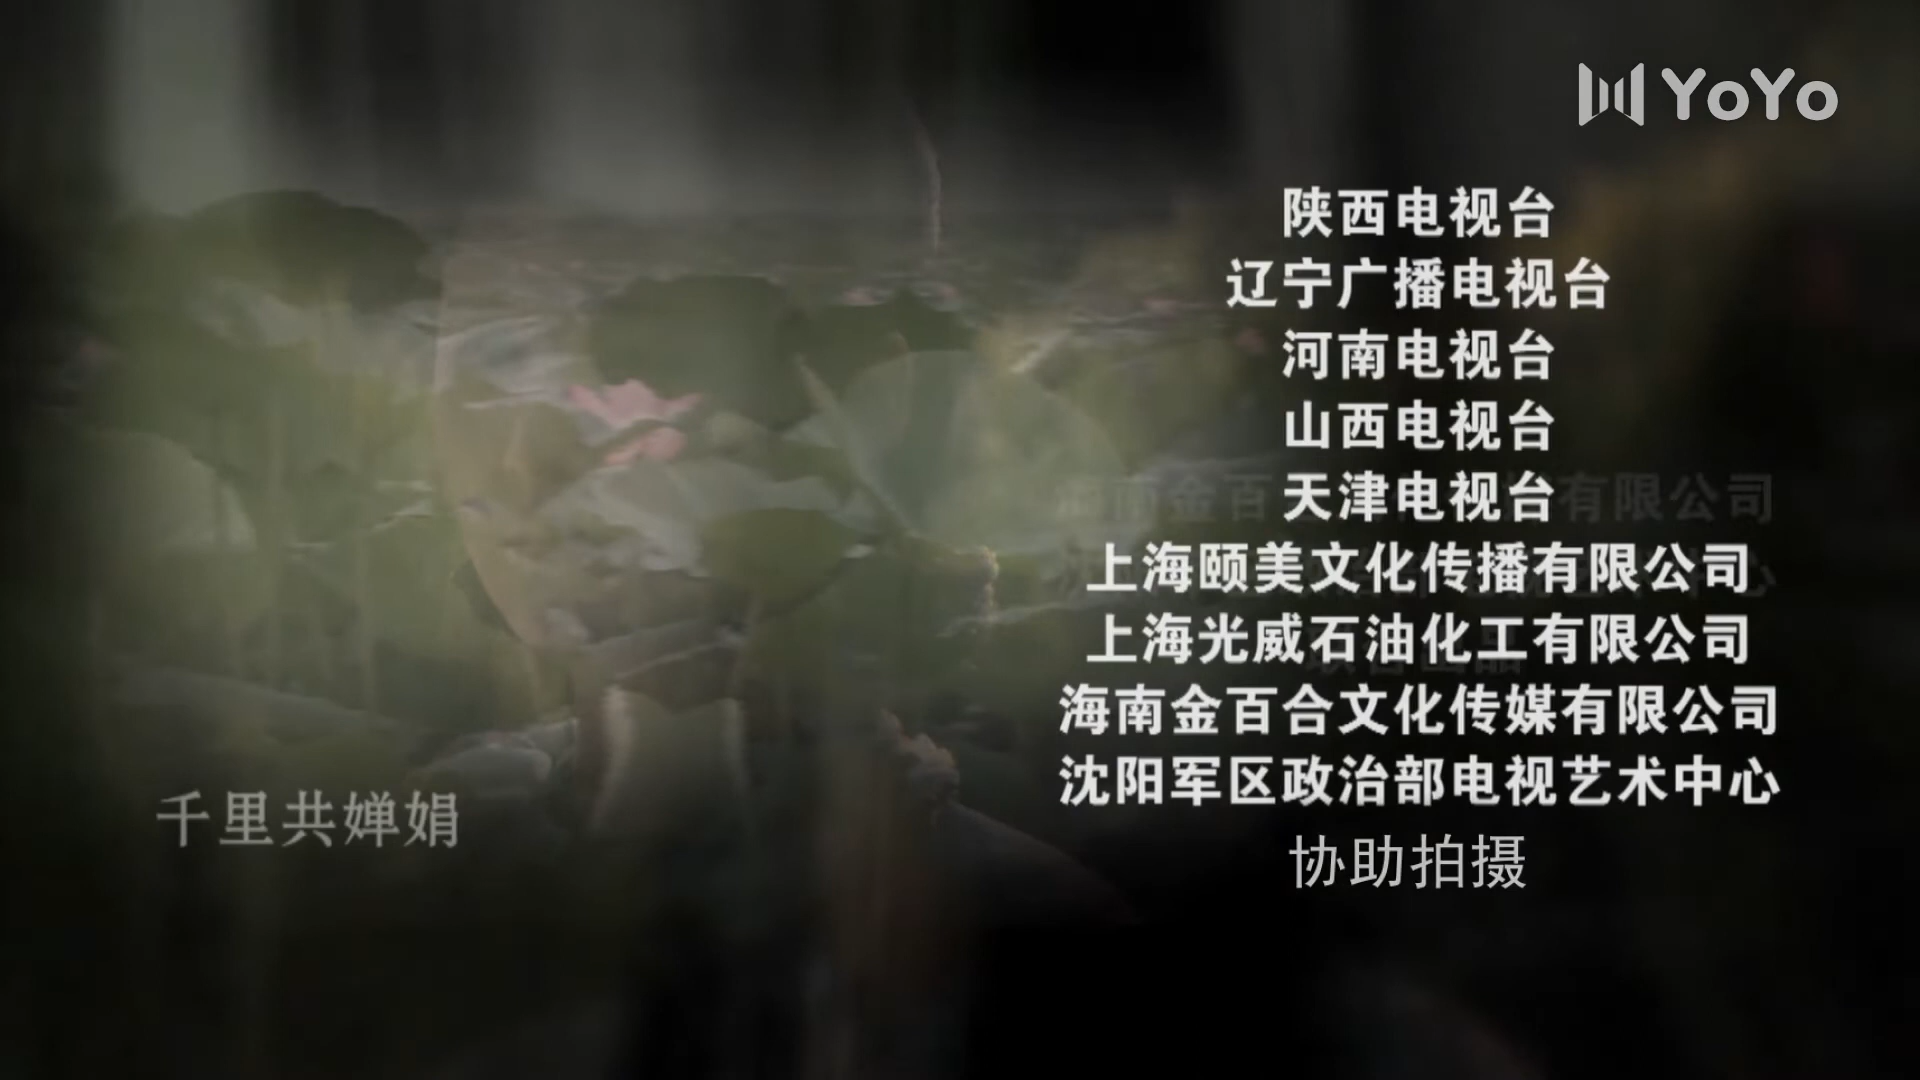 YoYo
陕西电视台
辽宁广播电视台
河南电视台
山西电视台
天津电视台
上海颐美文化传播有限公司
上海光威石油化工有限公司
海南金百合文化传媒有限公司
沈阳军区政治部电视艺术中心
协助拍摄
千里共婵娟